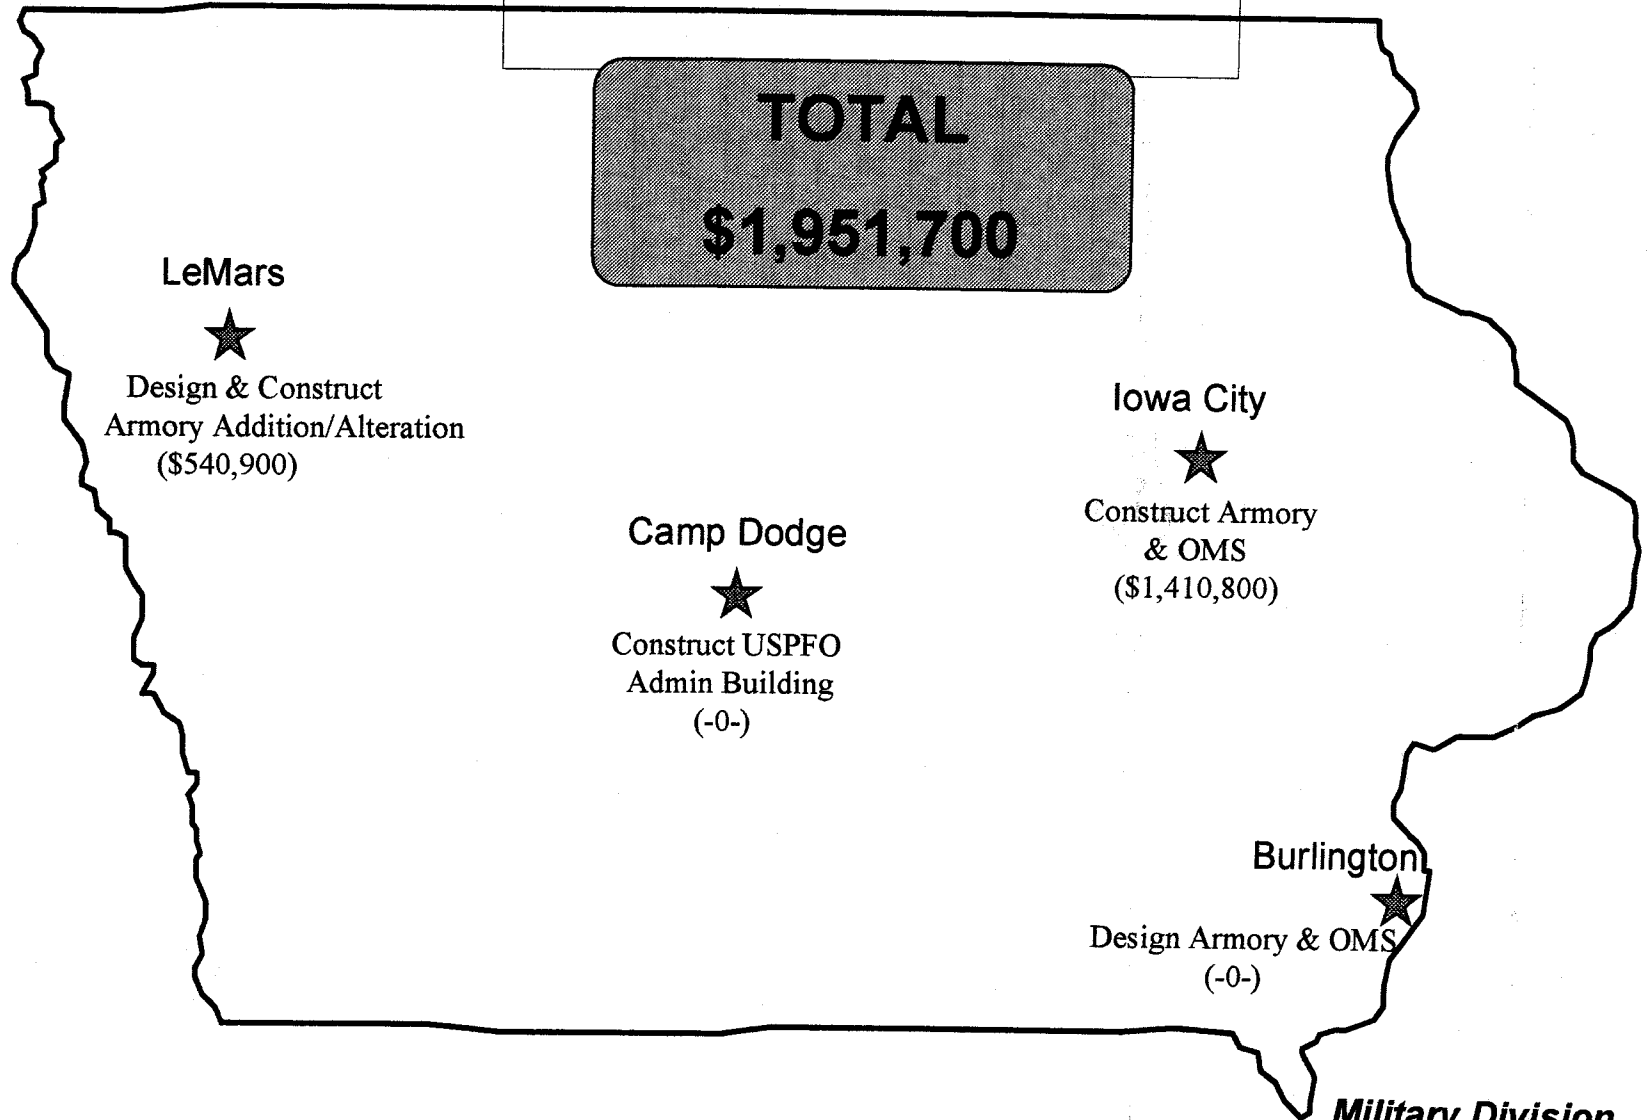 TOTAL
$1,951,700
LeMars
Design & Construct
Armory Addition/Alteration
($540,900)
Iowa City
Construct Armory
& OMS
($1,410,800)
Camp Dodge
Construct USPFO
Admin Building
(-0-)
Burlington
Design Armory & OMS
(-0-)
Military Division